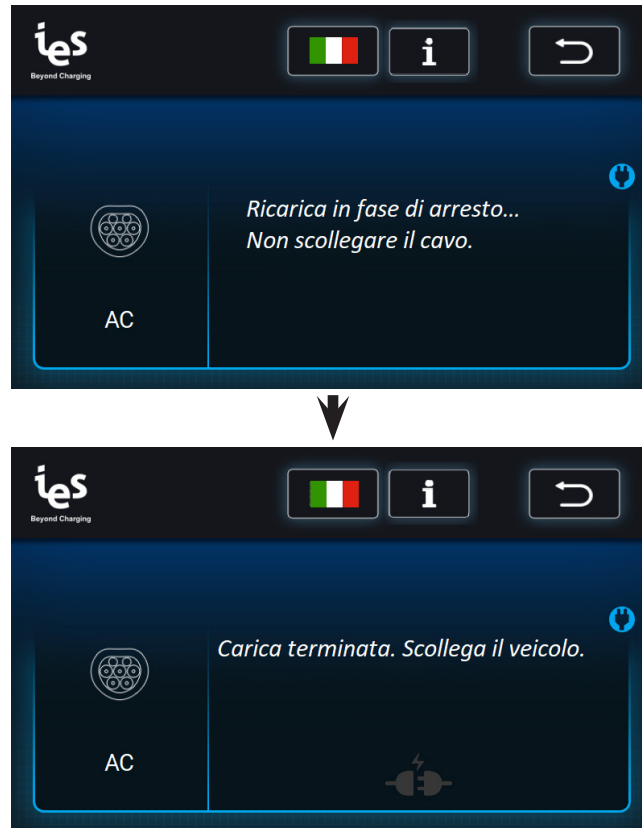 ies
Beyond Charging
i
Ricarica in fase di arresto...
Non scollegare il cavo.
AC
ies
Beyond Charging
i
Carica terminata. Scollega il veicolo.
AC